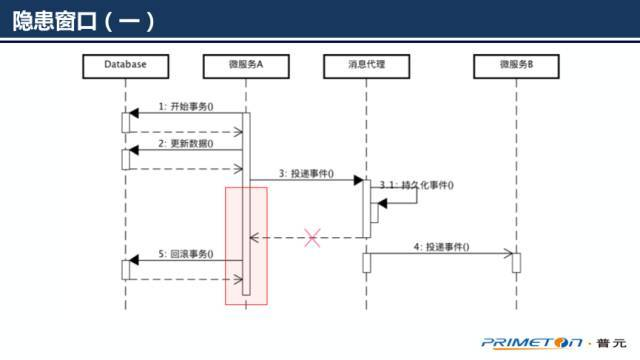 隐患窗口（一）
Database
微服务A
消息代理
微服务B
1: 开始事务()
2: 更新数据()
3: 投递事件()
3.1: 持久化事件()
4: 投递事件()
5: 回滚事务()
PRIMETON · 普元